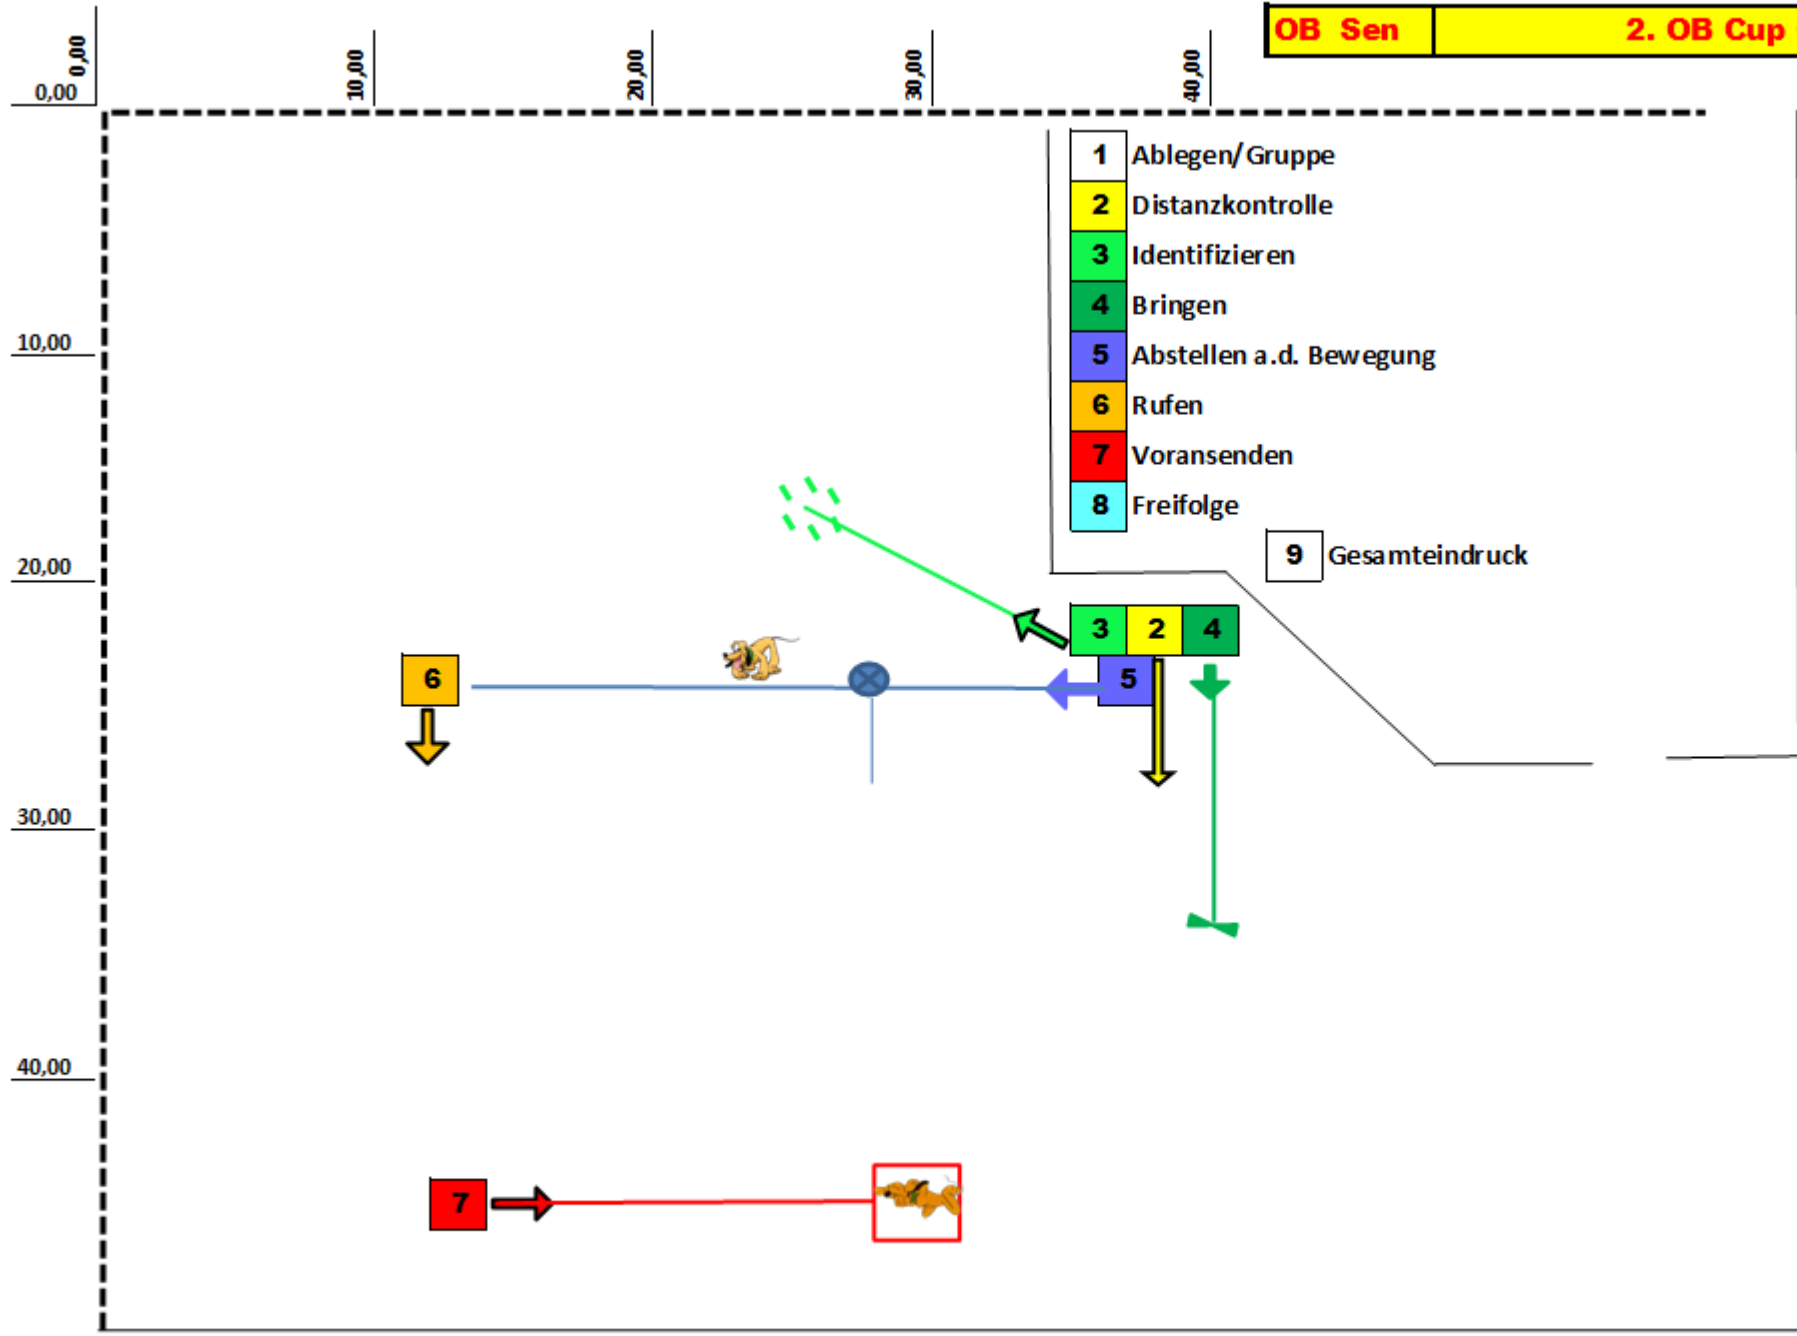 OB Sen 2. OB Cup
0,00 10,00 20,00 30,00 40,00
0,00
1 Ablegen/Gruppe
2 Distanzkontrolle
3 Identifizieren
4 Bringen
10,00
5 Abstellen a.d. Bewegung
6 Rufen
7 Voransenden
8 Freifolge
9 Gesamteindruck
20,00
3 2 4
6 5
30,00
40,00
7